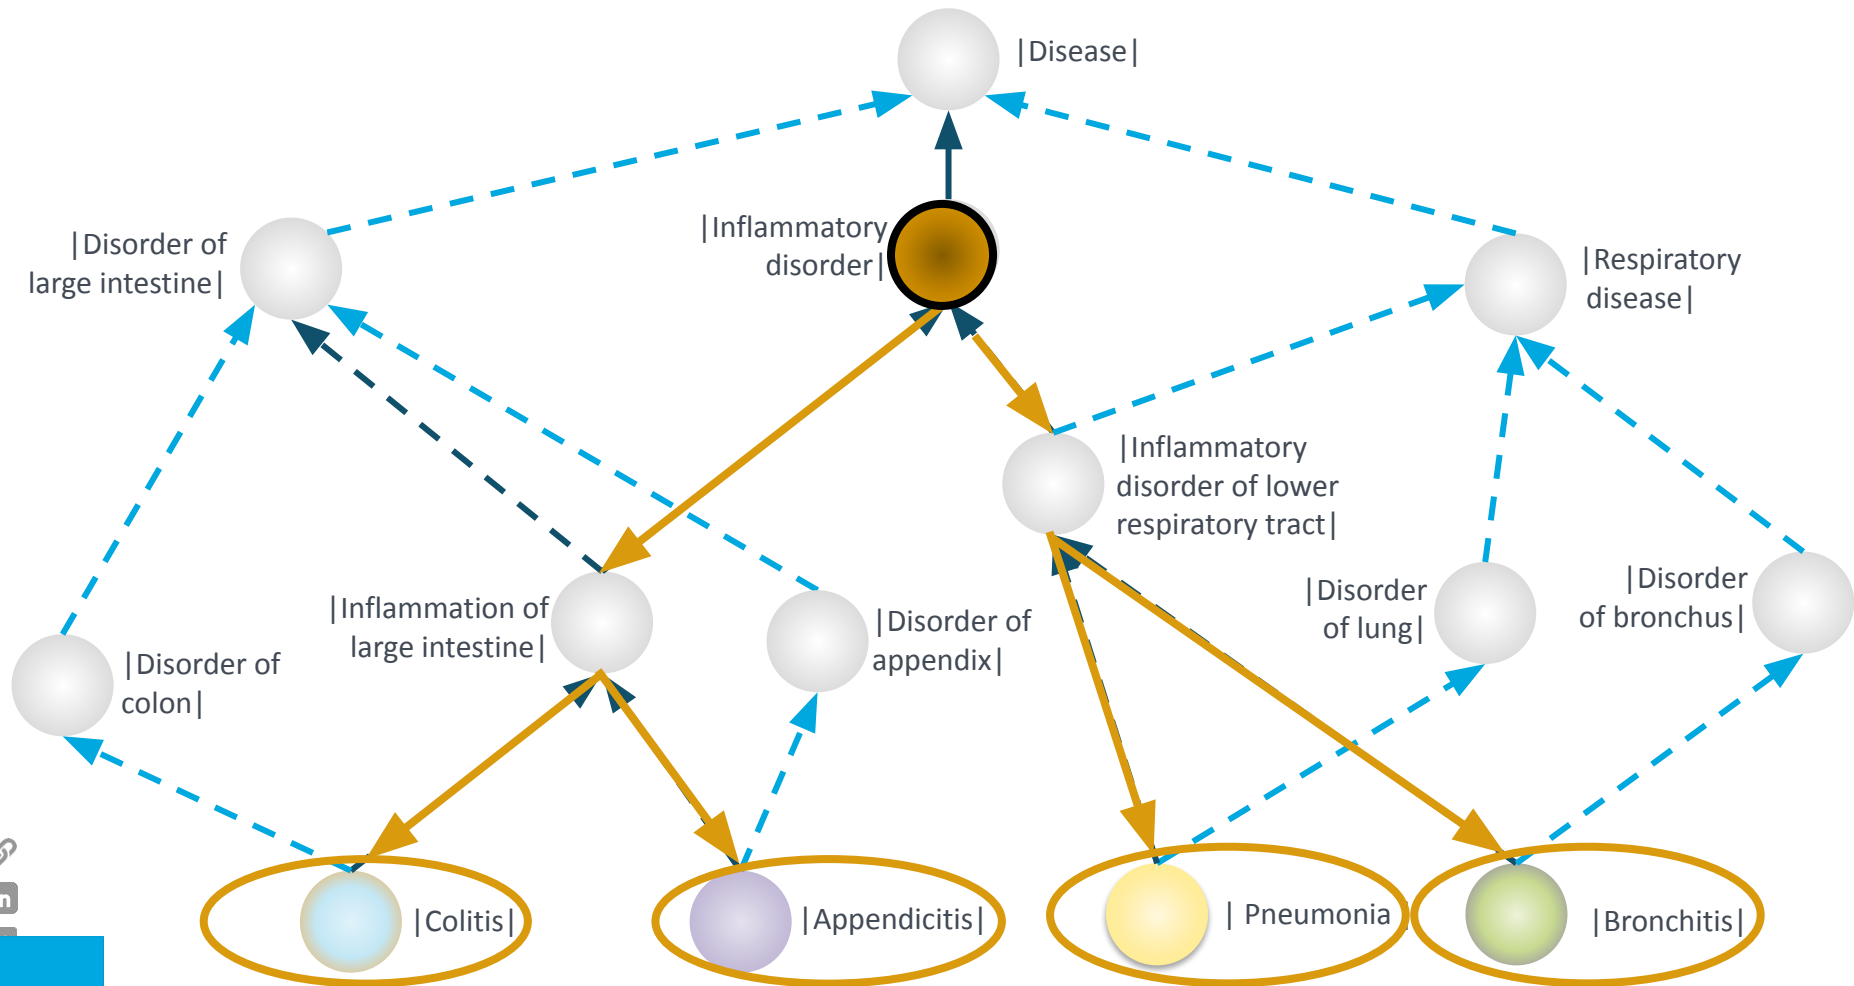 |Disease|
|Inflammatory
disorder|
|Disorder of
large intestine|
|Respiratory
disease|
|Inflammatory
disorder of lower
respiratory tract|
|Inflammation of
large intestine|
|Disorder of
appendix|
|Disorder
of lung|
|Disorder
of bronchus|
|Disorder of
colon|
|Colitis|
|Appendicitis|
| Pneumonia|
|Bronchitis|